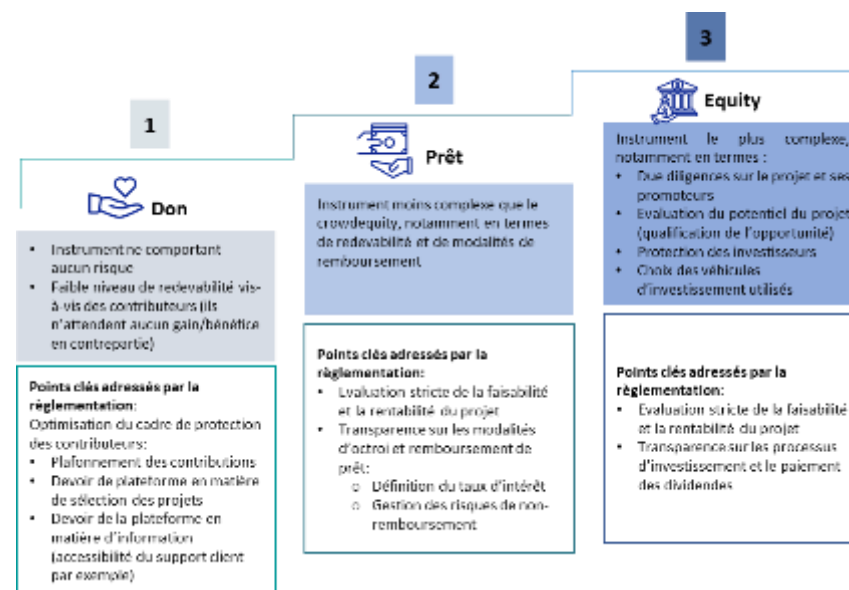 1
Don
• Instrument ne comportant
aucun risque
• Faible niveau de redevabilité vis-
à-vis des contributeurs (ils
n'attendent aucun gain/bénéfice
en contrepartie)
Points clés adressés par la
règlementation:
Optimisation du cadre de protection
des contributeurs:
• Plafonnement des contributions
• Devoir de plateforme en matière
de sélection des projets
• Devoir de la plateforme en
matière d'information
(accessibilité du support client
par exemple)
2
Prêt
Instrument moins complexe que le
crowdequity, notamment en termes
de redevabilité et de modalités de
remboursement
Points clés adressés par la
règlementation:
• Evaluation stricte de la faisabilité
et la rentabilité du projet
• Transparence sur les modalités
d'octroi et remboursement de
prêt:
o Définition du taux d'intérêt
o Gestion des risques de non-
remboursement
3
Equity
Instrument le plus complexe,
notamment en termes :
• Due diligences sur le projet et ses
promoteurs
• Evaluation du potentiel du projet
(qualification de l'opportunité)
• Protection des investisseurs
• Choix des véhicules
d'investissement utilisés
Points clés adressés par la
règlementation:
• Evaluation stricte de la faisabilité
et la rentabilité du projet
• Transparence sur les processus
d'investissement et le paiement
des dividendes